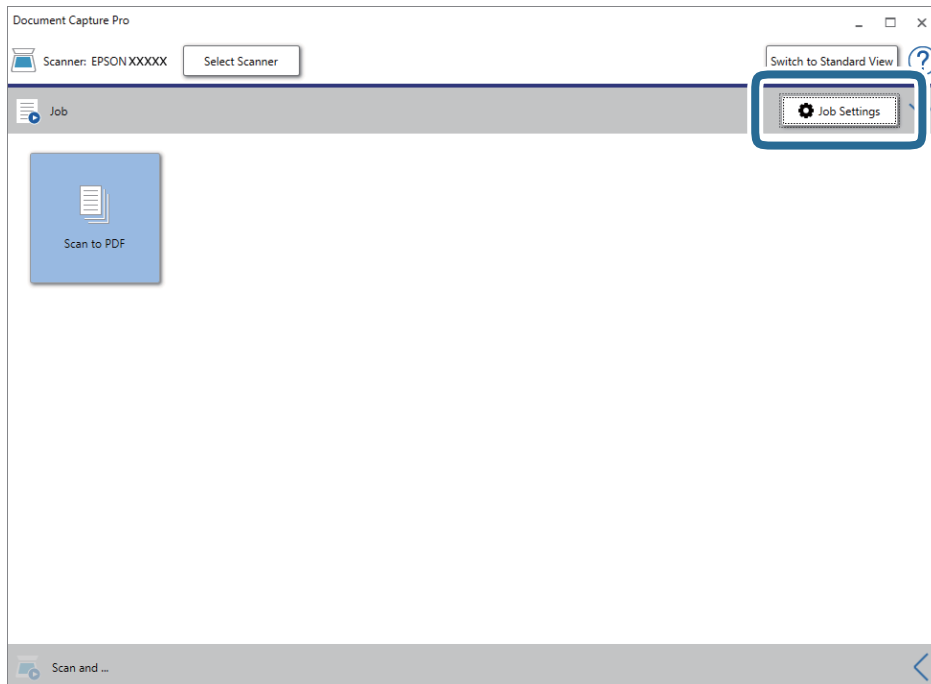 Document Capture Pro
Scanner: EPSON XXXXX
Select Scanner
Switch to Standard View
?
Job
Job Settings
Scan to PDF
Scan and ...